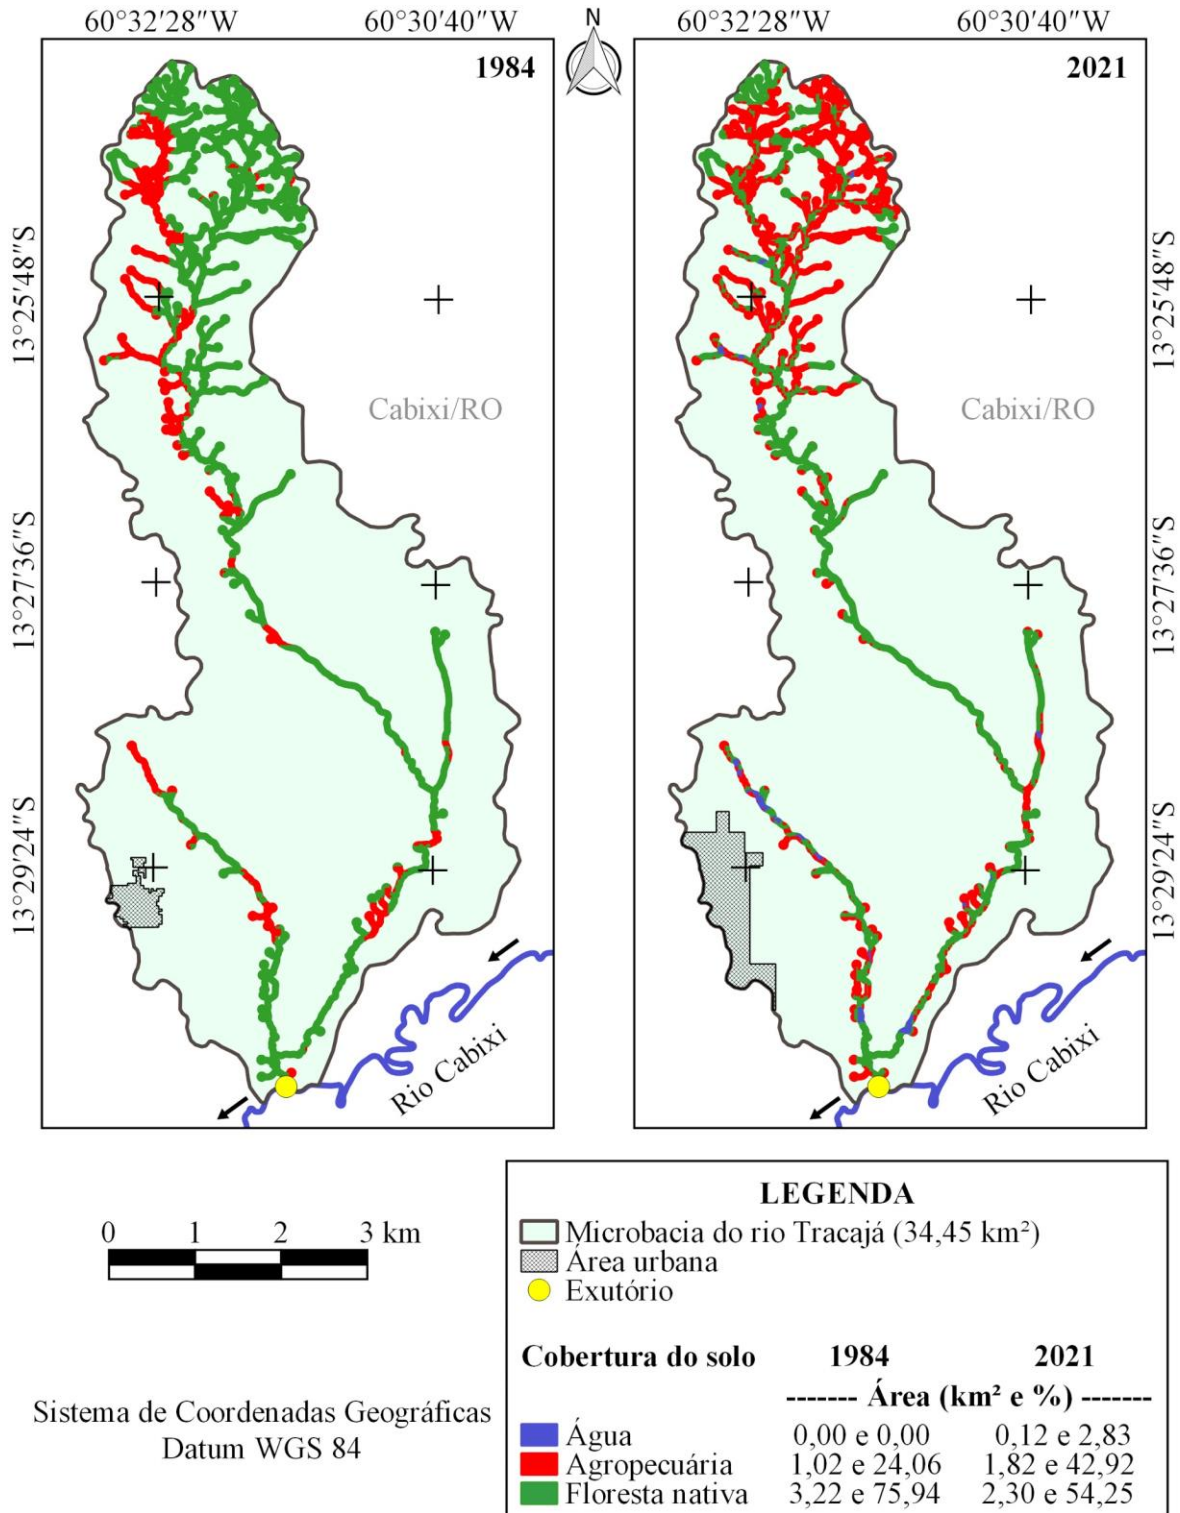 60°32'28"W 60°30'40"W N 60°32'28"W 60°30'40"W
1984
2021
13°25'48"S
13°25'48"S
Cabixi/RO
Cabixi/RO
13°27'36"S
13°27'36"S
13°29'24"S
13°29'24"S
Rio Cabixi
Rio Cabixi
0 1 2 3 km
Sistema de Coordenadas Geográficas
Datum WGS 84
LEGENDA
Microbacia do rio Tracajá (34,45 km²)
Área urbana
Exutório
Cobertura do solo 1984 2021
------- Área (km² e %) -------
Água 0,00 e 0,00 0,12 e 2,83
Agropecuária 1,02 e 24,06 1,82 e 42,92
Floresta nativa 3,22 e 75,94 2,30 e 54,25